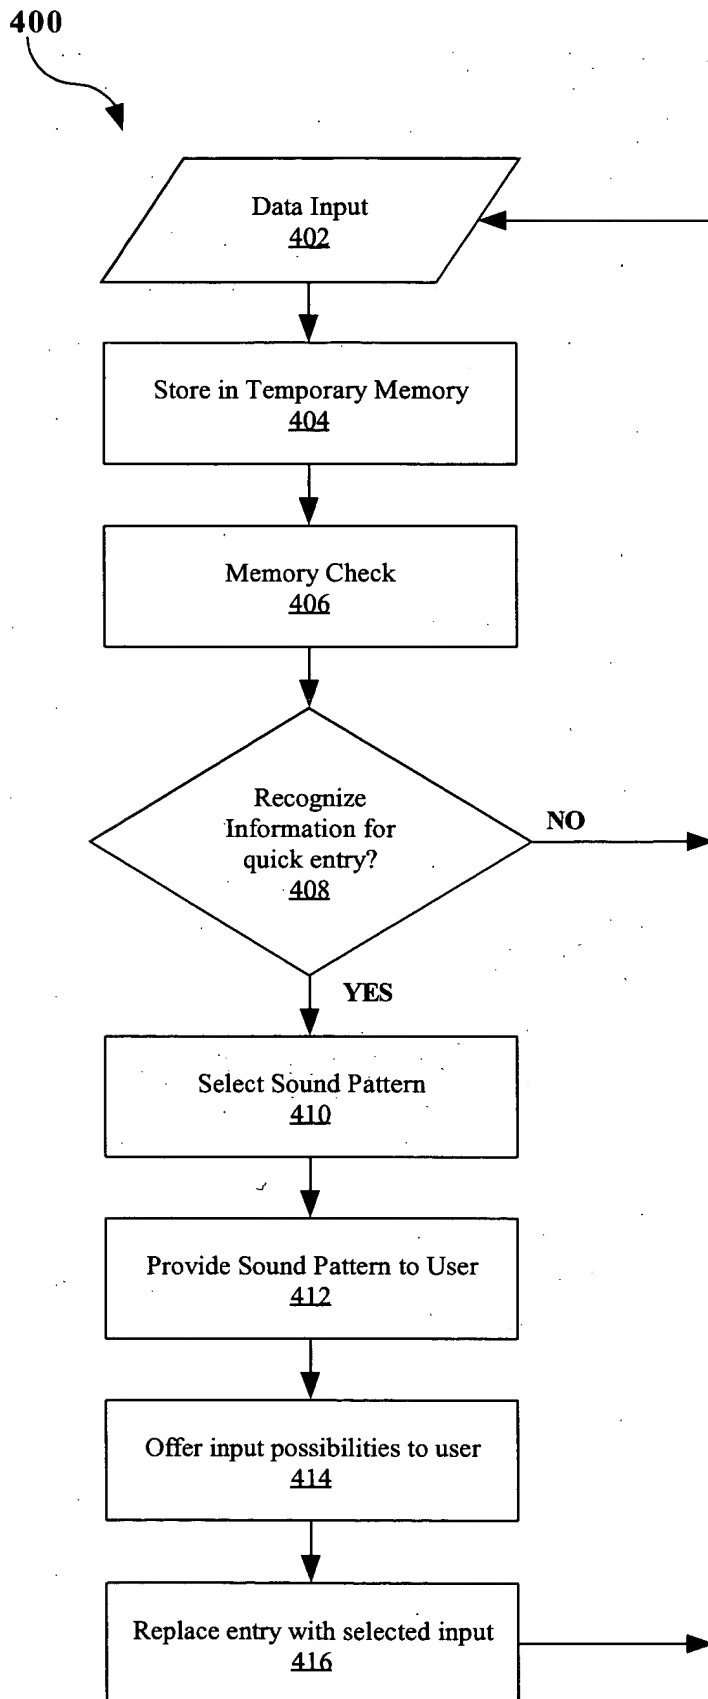 400
Data Input
402
Store in Temporary Memory
404
Memory Check
406
Recognize
Information for
quick entry?
408
NO
YES
Select Sound Pattern
410
Provide Sound Pattern to User
412
Offer input possibilities to user
414
Replace entry with selected input
416